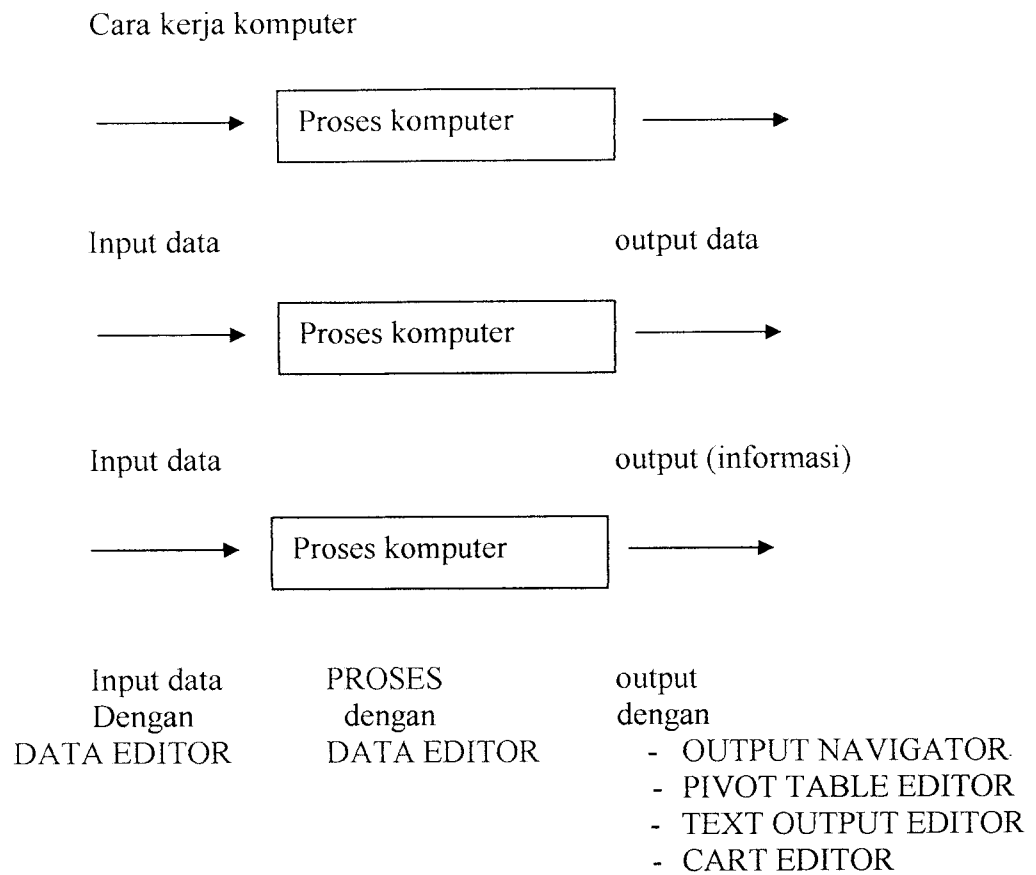 Cara kerja komputer
Proses komputer
Input data output data
Proses komputer
Input data output (informasi)
Proses komputer
Input data PROSES output
Dengan dengan dengan
DATA EDITOR DATA EDITOR - OUTPUT NAVIGATOR
- PIVOT TABLE EDITOR
- TEXT OUTPUT EDITOR
- CART EDITOR